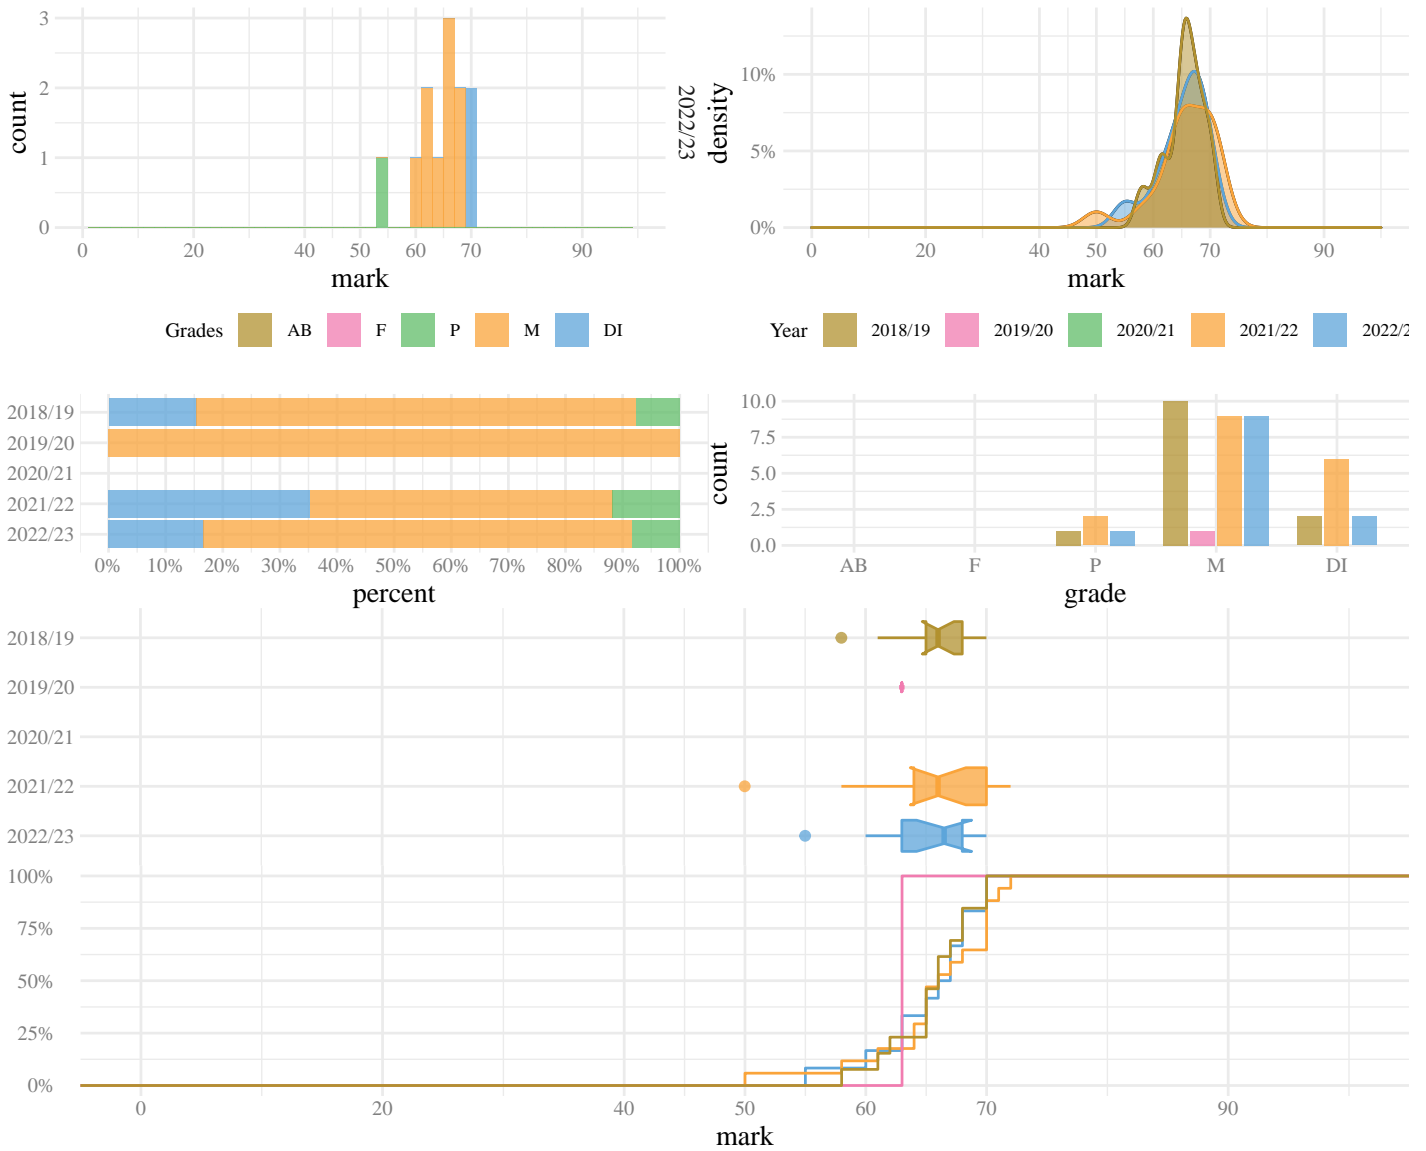 3
2
1
0
count
0 20 40 50 60 70 90
mark
2022/23
10%
5%
0%
density
0 20 40 50 60 70 90
mark
Grades AB F P M DI
Year 2018/19 2019/20 2020/21 2021/22 2022/2
2018/19
2019/20
2020/21
2021/22
2022/23
0% 10% 20% 30% 40% 50% 60% 70% 80% 90% 100%
percent
10.0
7.5
5.0
2.5
0.0
count
AB F P M DI
grade
2018/19
2019/20
2020/21
2021/22
2022/23
100%
75%
50%
25%
0%
0 20 40 50 60 70 90
mark